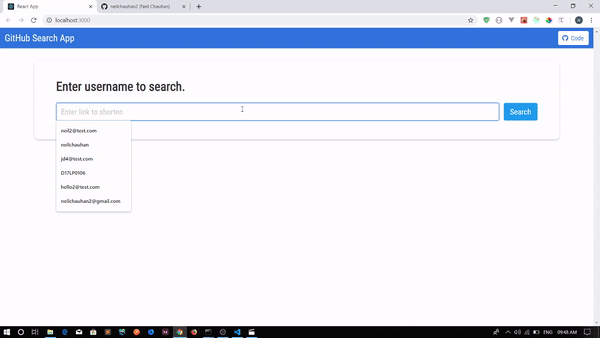 React App
neilchauhan2 (Neil Chauhan)
localhost:3000
GitHub Search App
Code
Enter username to search.
Enter link to shorten
Search
neil2@test.com
neilchauhan
jd4@test.com
D17LP0106
hello2@test.com
neilchauhan2@gmail.com
ENG
09:48 AM